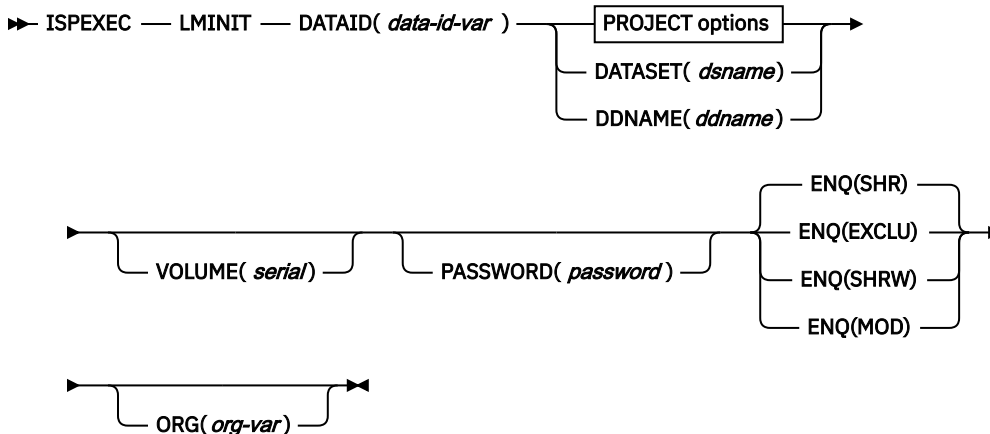 ISPEXEC LMINIT DATAID( data-id-var ) PROJECT options
DATASET( dsname )
DDNAME( ddname )
ENQ(SHR)
VOLUME( serial ) PASSWORD( password ) ENQ(EXCLU)
ENQ(SHRW)
ENQ(MOD)
ORG( org-var )